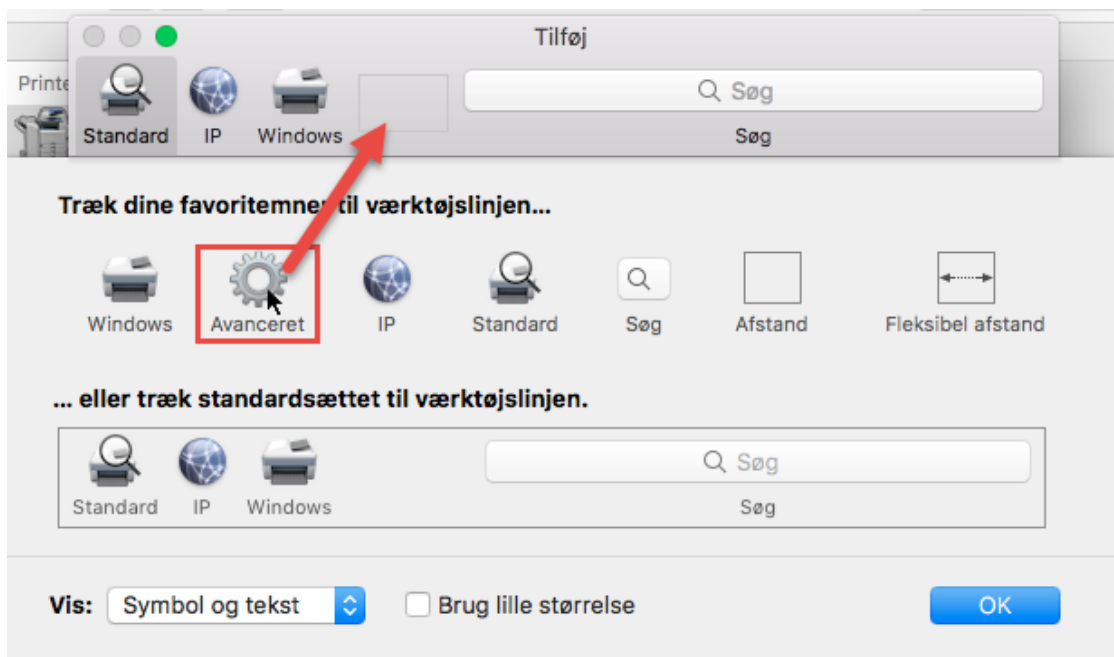 Tilføj
Printe
Søg
Standard IP Windows Søg
Træk dine favoritemner til værktøjslinjen...
Windows Avanceret IP Standard Søg Afstand Fleksibel afstand
... eller træk standardsættet til værktøjslinjen.
Søg
Standard IP Windows Søg
Vis: Symbol og tekst Brug lille størrelse OK